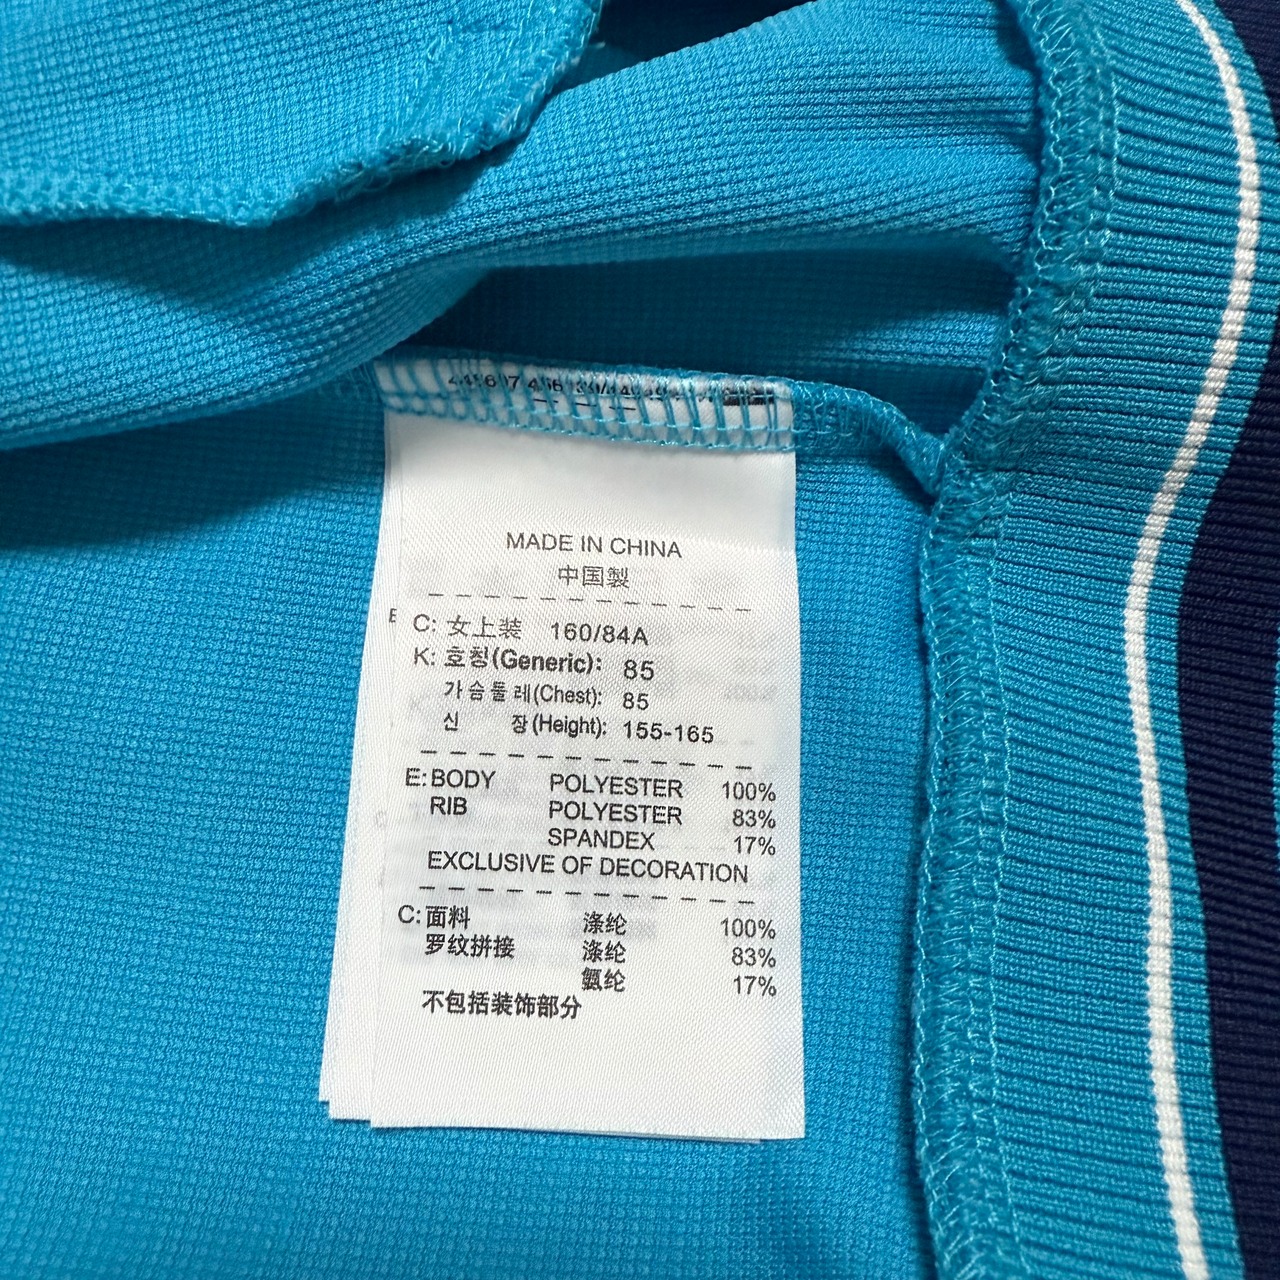 MADE IN CHINA
中国製
C: 女上装 160/84A
K: 호칭(Generic): 85
가슴둘레(Chest): 85
신 장(Height): 155-165
E: BODY POLYESTER 100%
RIB POLYESTER 83%
SPANDEX 17%
EXCLUSIVE OF DECORATION
C: 面料 涤纶 100%
罗纹拼接 涤纶 83%
氨纶 17%
不包括装饰部分